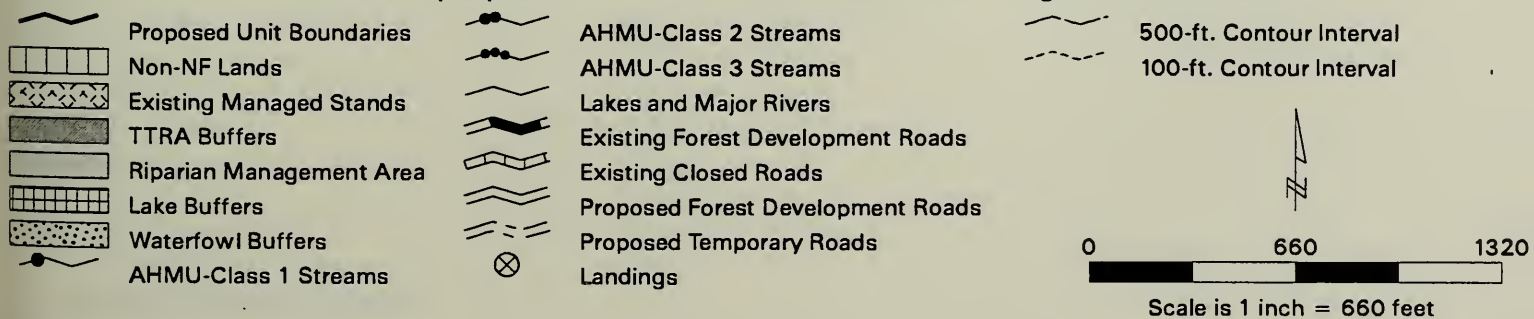 Proposed Unit Boundaries
Non-NF Lands
Existing Managed Stands
TTRA Buffers
Riparian Management Area
Lake Buffers
Waterfowl Buffers
AHMU-Class 1 Streams
AHMU-Class 2 Streams
AHMU-Class 3 Streams
Lakes and Major Rivers
Existing Forest Development Roads
Existing Closed Roads
Proposed Forest Development Roads
Proposed Temporary Roads
Landings
500-ft. Contour Interval
100-ft. Contour Interval
N
0 660 1320
Scale is 1 inch = 660 feet